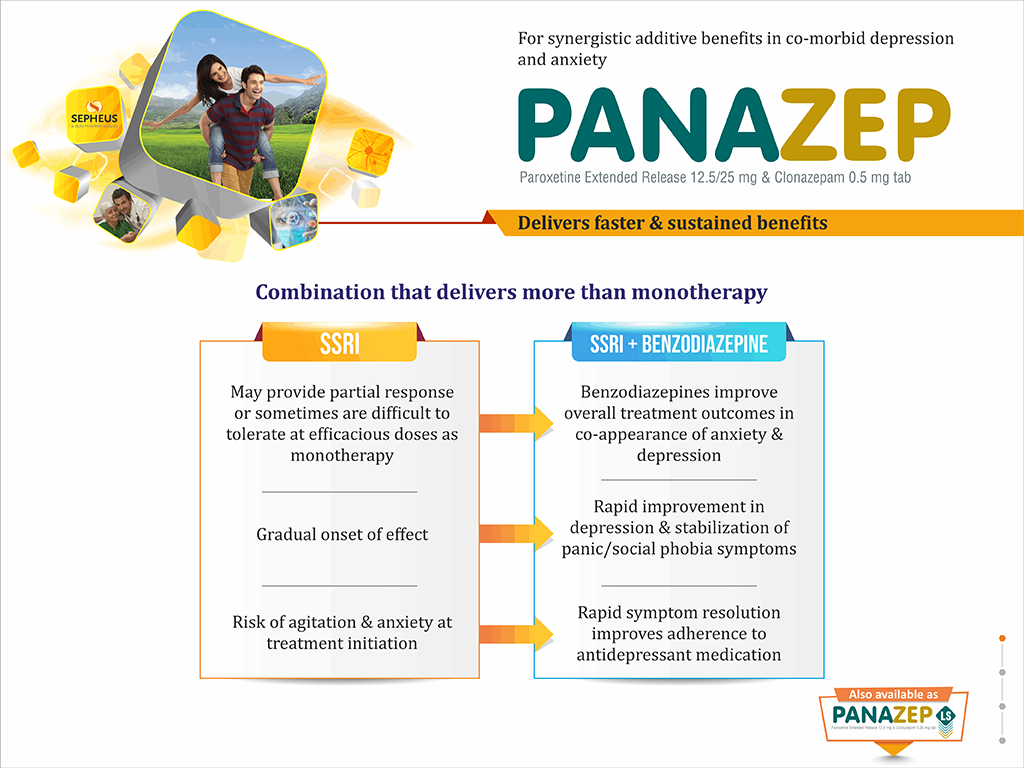 SEPHEUS
For synergistic additive benefits in co-morbid depression
and anxiety
PANAZEP
Paroxetine Extended Release 12.5/25 mg & Clonazepam 0.5 mg tab
Delivers faster & sustained benefits
Combination that delivers more than monotherapy
SSRI
May provide partial response
or sometimes are difficult to
tolerate at efficacious doses as
monotherapy
Gradual onset of effect
Risk of agitation & anxiety at
treatment initiation
SSRI + BENZODIAZEPINE
Benzodiazepines improve
overall treatment outcomes in
co-appearance of anxiety &
depression
Rapid improvement in
depression & stabilization of
panic/social phobia symptoms
Rapid symptom resolution
improves adherence to
antidepressant medication
Also available as
PANAZEP LS
Paroxetine Extended Release 12.5 mg & Clonazepam 0.25 mg tab